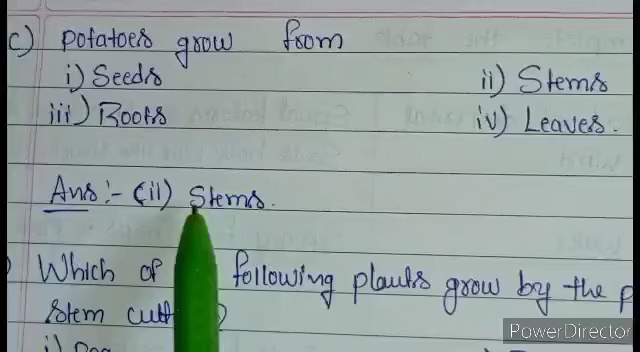 c) Potatoes grow from
i) Seeds ii) Stems
iii) Roots iv) Leaves.
Ans :- (ii) Stems.
Which of following plants grow by the
stem
i)
PowerDirector